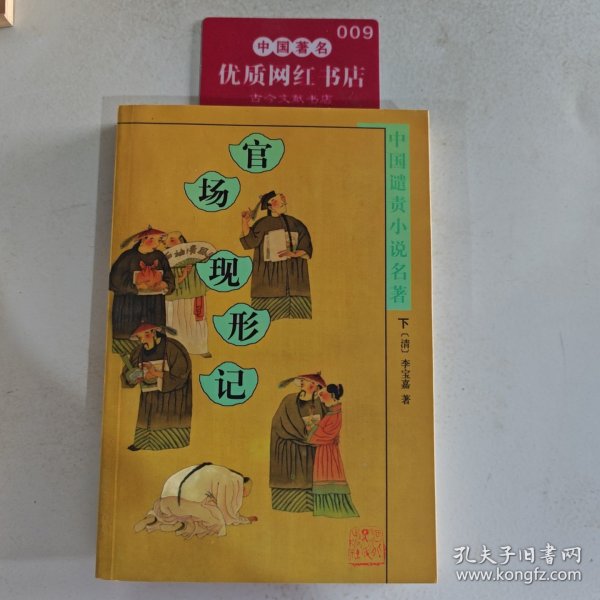 009
中国著名
优质网红书店
古今文献书店
官场现形记
中国谴责小说名著
下 〔清〕 李宝嘉 著
孔夫子旧书网
www.kongfz.com